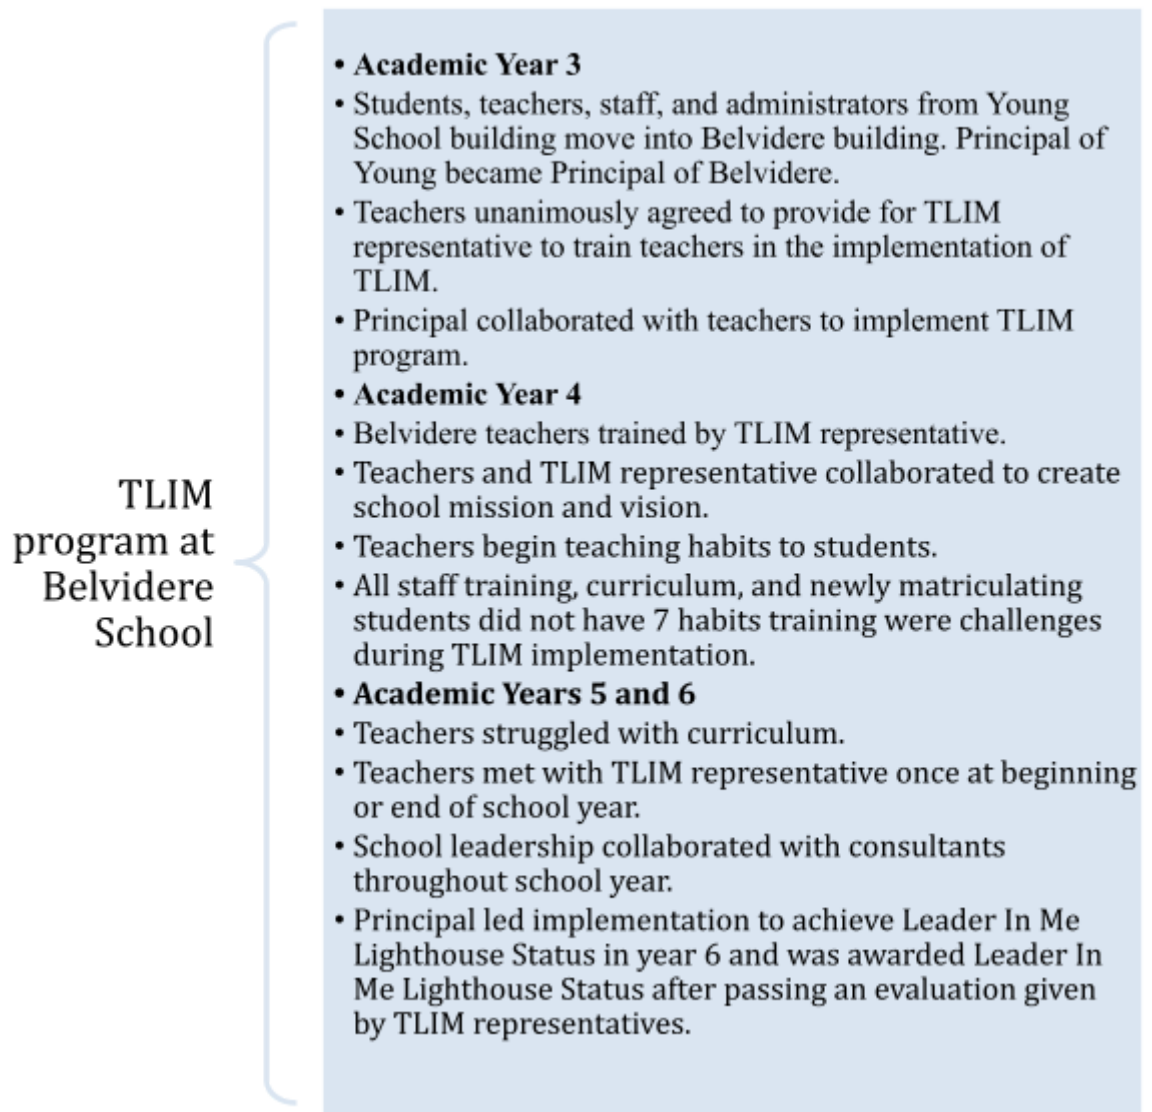 TLIM
program at
Belvidere
School
• Academic Year 3
• Students, teachers, staff, and administrators from Young
School building move into Belvidere building. Principal of
Young became Principal of Belvidere.
• Teachers unanimously agreed to provide for TLIM
representative to train teachers in the implementation of
TLIM.
• Principal collaborated with teachers to implement TLIM
program.
• Academic Year 4
• Belvidere teachers trained by TLIM representative.
• Teachers and TLIM representative collaborated to create
school mission and vision.
• Teachers begin teaching habits to students.
• All staff training, curriculum, and newly matriculating
students did not have 7 habits training were challenges
during TLIM implementation.
• Academic Years 5 and 6
• Teachers struggled with curriculum.
• Teachers met with TLIM representative once at beginning
or end of school year.
• School leadership collaborated with consultants
throughout school year.
• Principal led implementation to achieve Leader In Me
Lighthouse Status in year 6 and was awarded Leader In
Me Lighthouse Status after passing an evaluation given
by TLIM representatives.